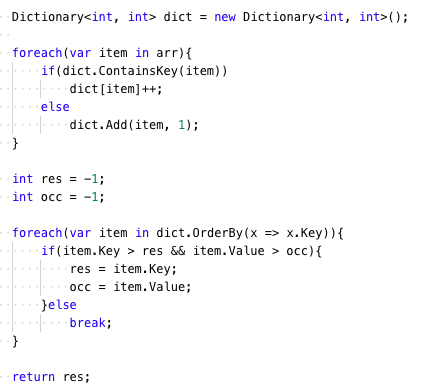 Dictionary<int, int> dict = new Dictionary<int, int>();
foreach(var item in arr){
    if(dict.ContainsKey(item))
        dict[item]++;
    else
        dict.Add(item, 1);
}
int res = -1;
int occ = -1;
foreach(var item in dict.OrderBy(x => x.Key)){
    if(item.Key > res && item.Value > occ){
        res = item.Key;
        occ = item.Value;
    }else
        break;
}
return res;